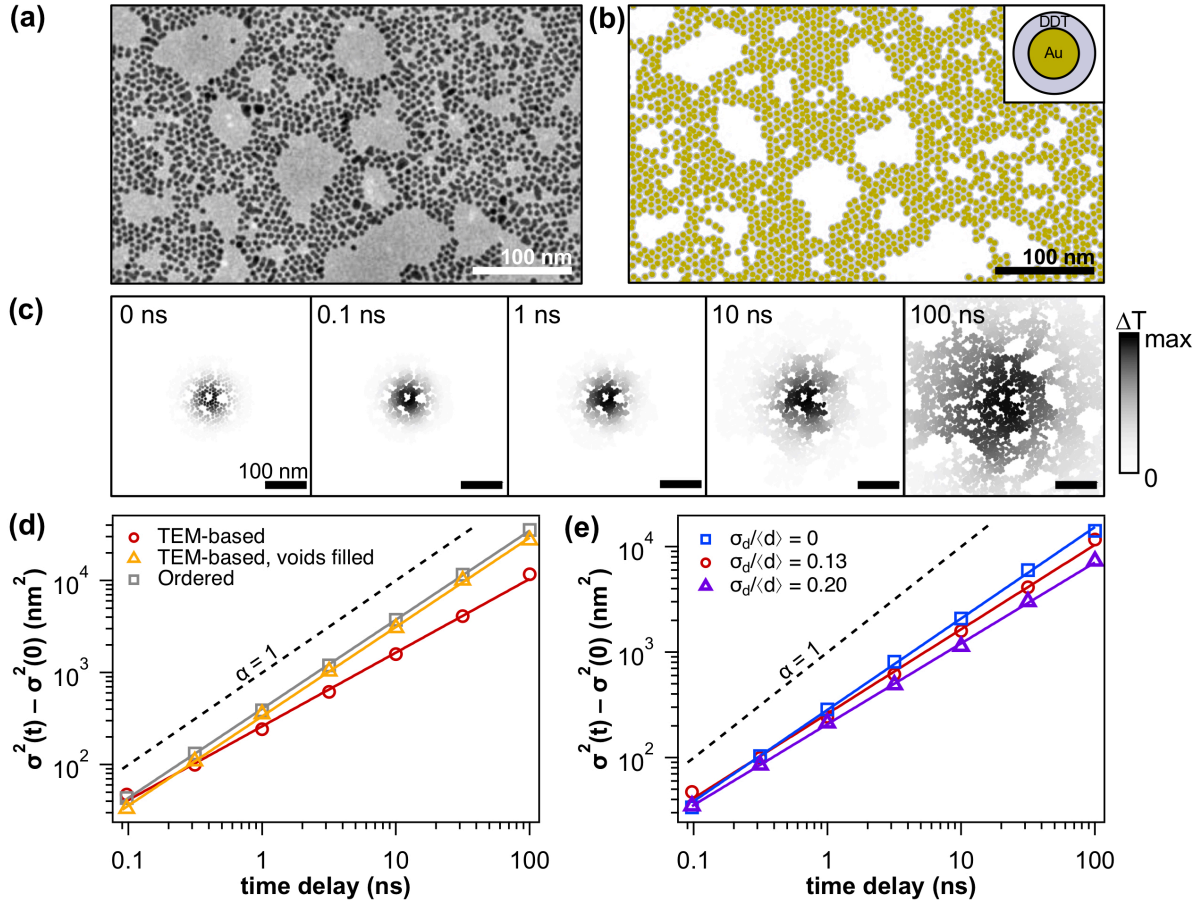 (a)
100 nm
(b)
DDT
Au
100 nm
(c)
0 ns
0.1 ns
1 ns
10 ns
100 ns
100 nm
ΔT
max
0
(d)
TEM-based
TEM-based, voids filled
Ordered
α = 1
σ²(t) − σ²(0) (nm²)
10⁴
10³
10²
0.1 1 10 100
time delay (ns)
(e)
σd/⟨d⟩ = 0
σd/⟨d⟩ = 0.13
σd/⟨d⟩ = 0.20
α = 1
σ²(t) − σ²(0) (nm²)
10⁴
10³
10²
0.1 1 10 100
time delay (ns)